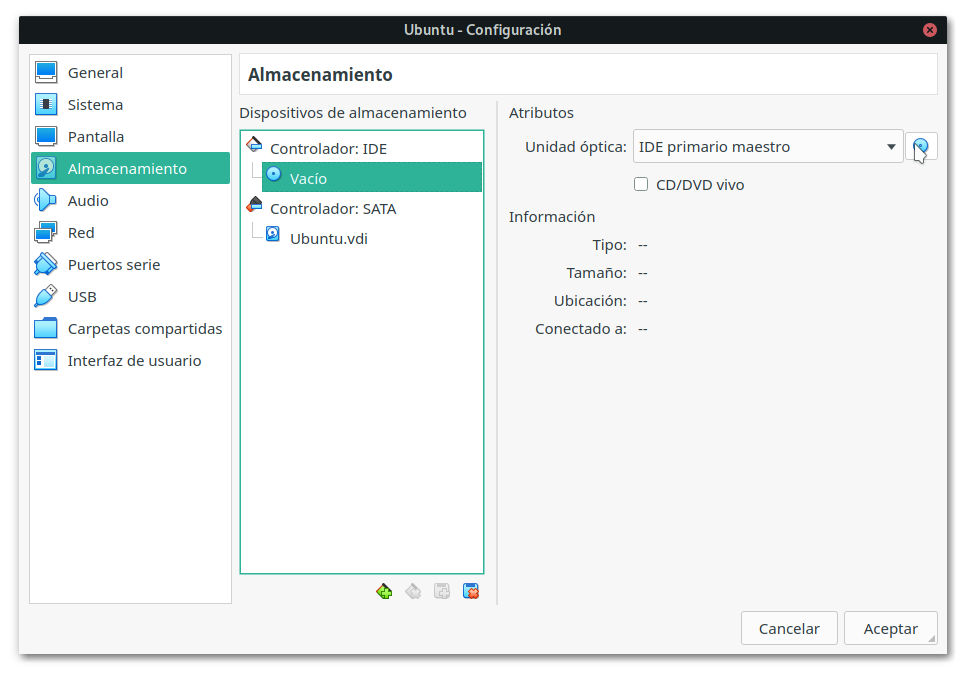 Ubuntu - Configuración
General
Sistema
Pantalla
Almacenamiento
Audio
Red
Puertos serie
USB
Carpetas compartidas
Interfaz de usuario
Almacenamiento
Dispositivos de almacenamiento
Controlador: IDE
Vacío
Controlador: SATA
Ubuntu.vdi
Atributos
Unidad óptica: IDE primario maestro
CD/DVD vivo
Información
Tipo: --
Tamaño: --
Ubicación: --
Conectado a: --
Cancelar Aceptar